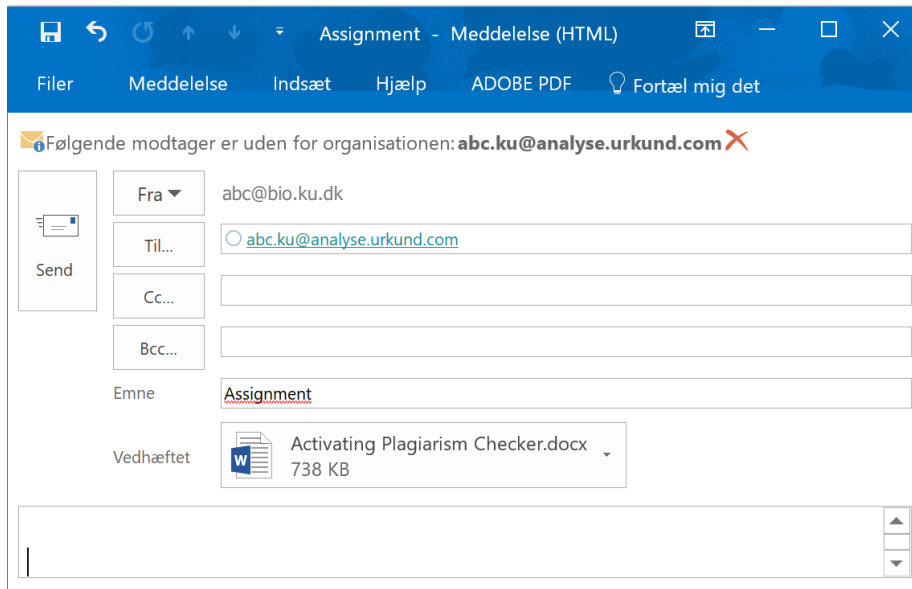 Assignment - Meddelelse (HTML)
Filer Meddelelse Indsæt Hjælp ADOBE PDF Fortæl mig det
Følgende modtager er uden for organisationen: abc.ku@analyse.urkund.com
Fra abc@bio.ku.dk
Til... abc.ku@analyse.urkund.com
Send
Cc...
Bcc...
Emne Assignment
Vedhæftet W Activating Plagiarism Checker.docx
738 KB